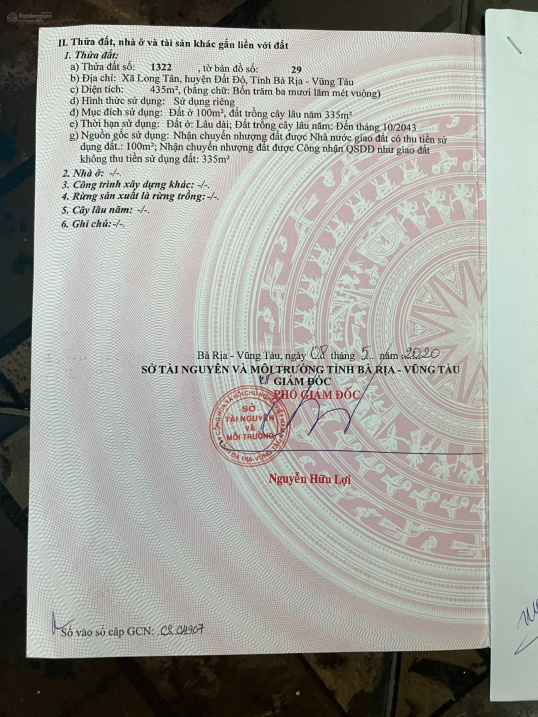 Batdongsan
II. Thửa đất, nhà ở và tài sản khác gắn liền với đất
1. Thửa đất:
a) Thửa đất số: 1322 , tờ bản đồ số: 29
b) Địa chỉ: Xã Long Tân, huyện Đất Đỏ, Tỉnh Bà Rịa - Vũng Tàu
c) Diện tích: 435m², (bằng chữ: Bốn trăm ba mươi lăm mét vuông)
d) Hình thức sử dụng: Sử dụng riêng
đ) Mục đích sử dụng: Đất ở 100m², đất trồng cây lâu năm 335m²
e) Thời hạn sử dụng: Đất ở: Lâu dài; Đất trồng cây lâu năm: Đến tháng 10/2043
g) Nguồn gốc sử dụng: Nhận chuyển nhượng đất được Nhà nước giao đất có thu tiền sử
dụng đất.: 100m²; Nhận chuyển nhượng đất được Công nhận QSDĐ như giao đất
không thu tiền sử dụng đất: 335m²
2. Nhà ở: -/-.
3. Công trình xây dựng khác: -/-.
4. Rừng sản xuất là rừng trồng: -/-.
5. Cây lâu năm: -/-.
6. Ghi chú:-/-.
Bà Rịa - Vũng Tàu, ngày 08 tháng 5 năm 2020
SỞ TÀI NGUYÊN VÀ MÔI TRƯỜNG TỈNH BÀ RỊA - VŨNG TÀU
GIÁM ĐỐC
PHÓ GIÁM ĐỐC
SỞ
TÀI NGUYÊN
VÀ
MÔI TRƯỜNG
Nguyễn Hữu Lợi
Số vào sổ cấp GCN: CS 04907